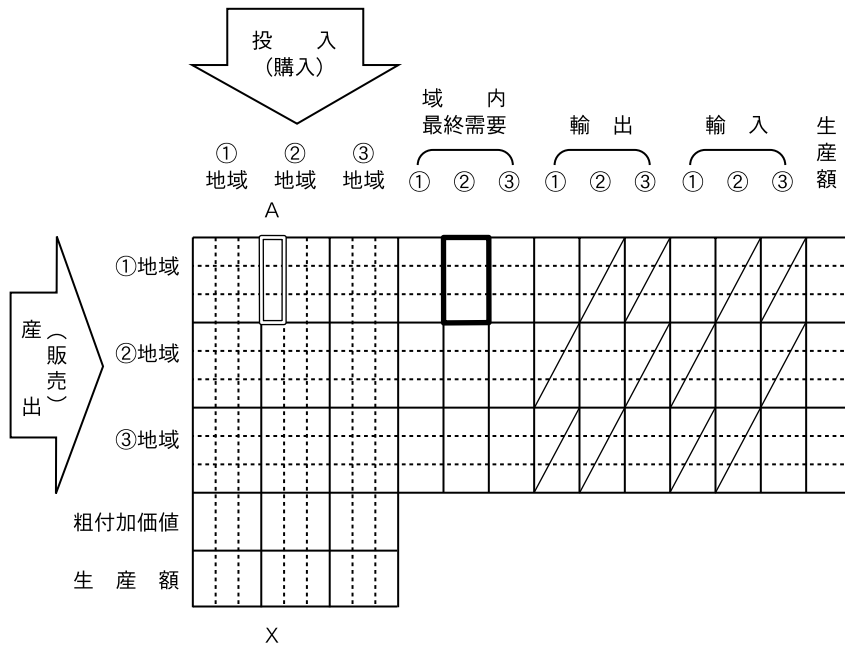 投 入
（購入）
域 内
最終需要
輸 出
輸 入
生産額
① ② ③
地域 地域 地域
① ② ③ ① ② ③ ① ② ③
A
産 出
（販売）
①地域
②地域
③地域
粗付加価値
生 産 額
X